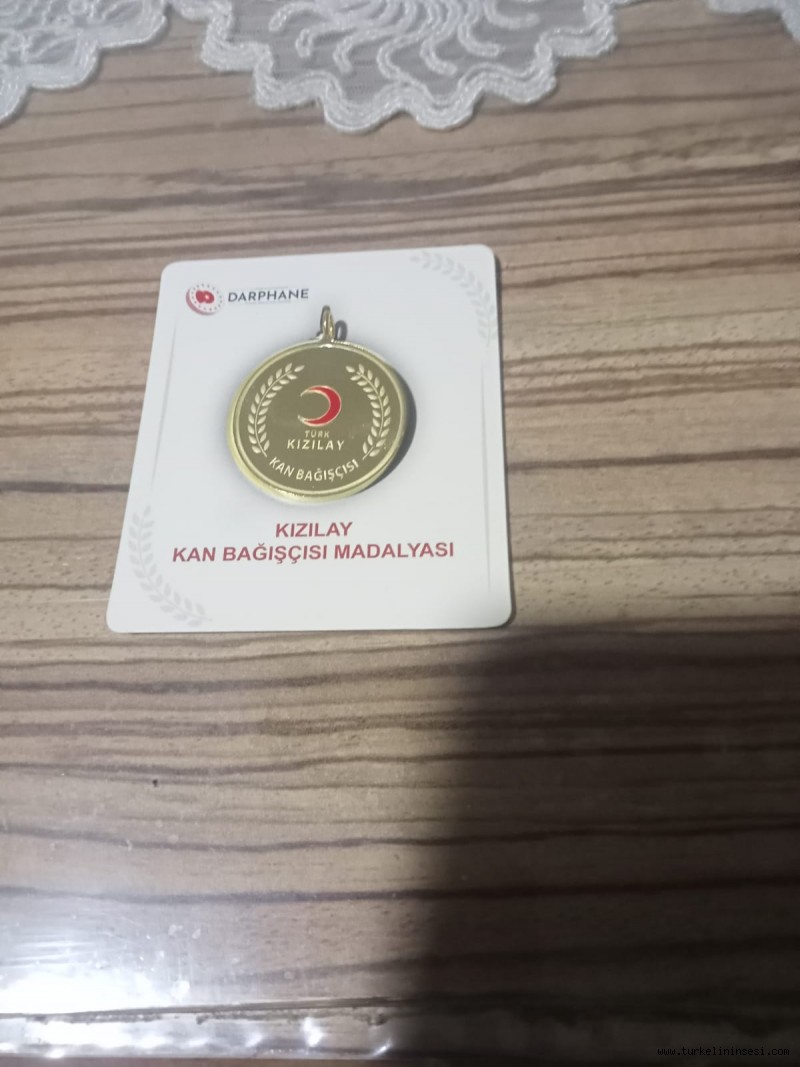 DARPHANE
TÜRK
KIZILAY
KAN BAĞIŞÇISI
KIZILAY
KAN BAĞIŞÇISI MADALYASI
www.turkelininsesi.com